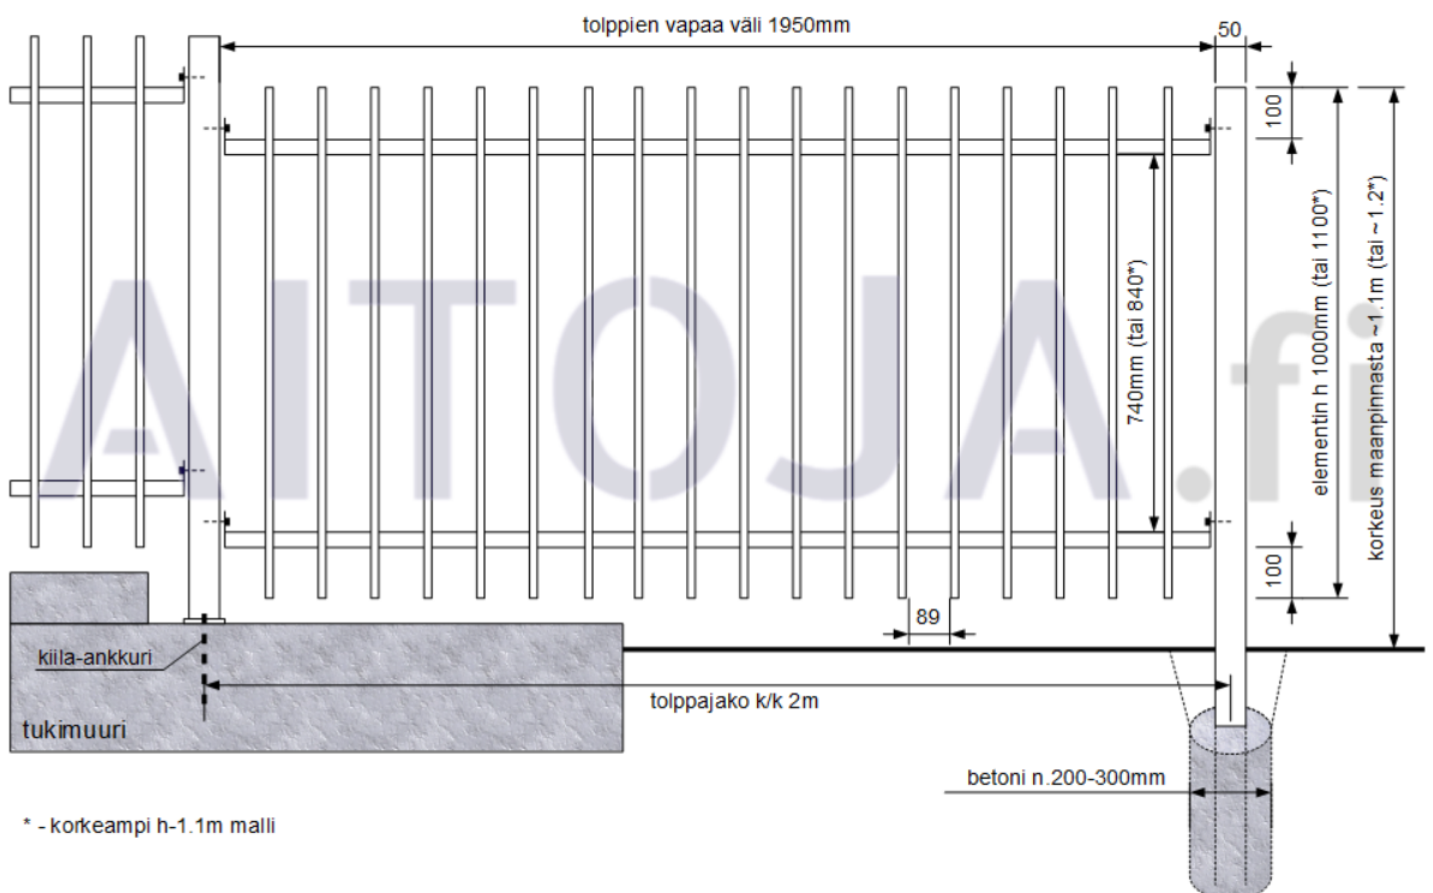 tolppien vapaa väli 1950mm
50
100
740mm (tai 840*)
elementin h 1000mm (tai 1100*)
korkeus maanpinnasta ~1.1m (tai ~1.2*)
AITOJA.fi
100
89
kiila-ankkuri
tolppajako k/k 2m
tukimuuri
betoni n.200-300mm
* - korkeampi h-1.1m malli